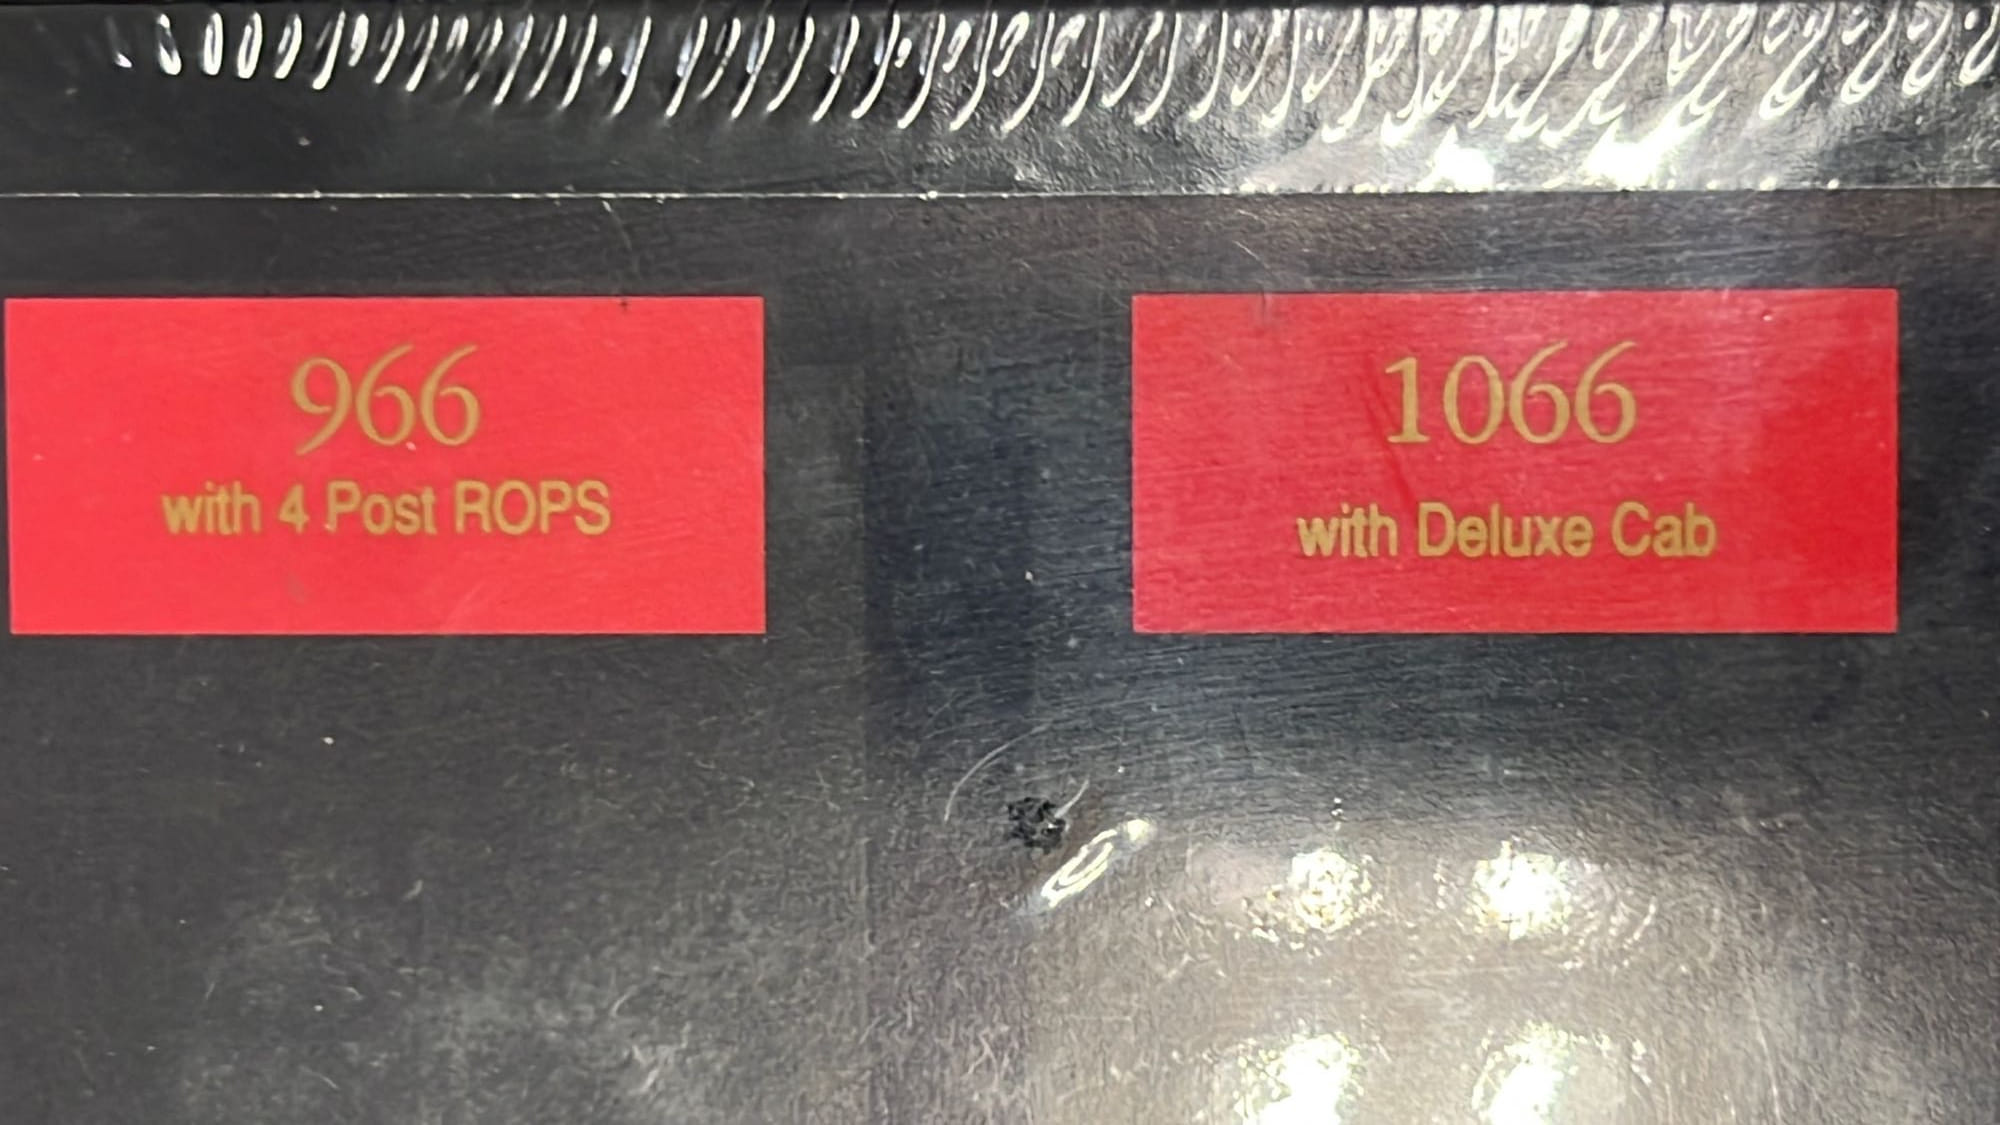 966
with 4 Post ROPS
1066
with Deluxe Cab